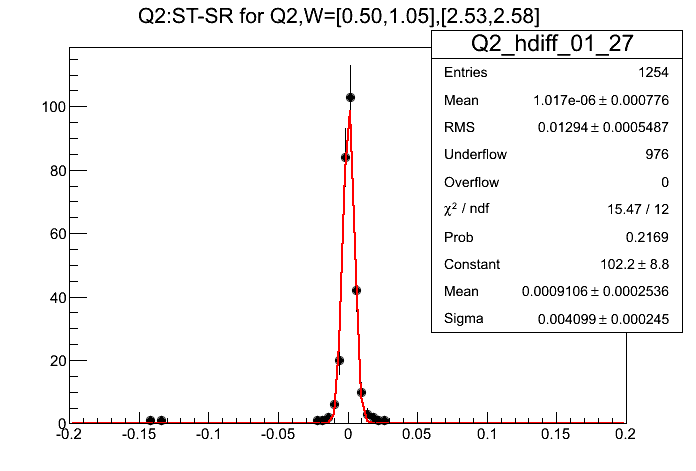 Q2:ST-SR for Q2,W=[0.50,1.05],[2.53,2.58]
Q2_hdiff_01_27
Entries 1254
Mean 1.017e-06 ± 0.000776
RMS 0.01294 ± 0.0005487
Underflow 976
Overflow 0
χ² / ndf 15.47 / 12
Prob 0.2169
Constant 102.2 ± 8.8
Mean 0.0009106 ± 0.0002536
Sigma 0.004099 ± 0.000245
100
80
60
40
20
0
-0.2 -0.15 -0.1 -0.05 0 0.05 0.1 0.15 0.2